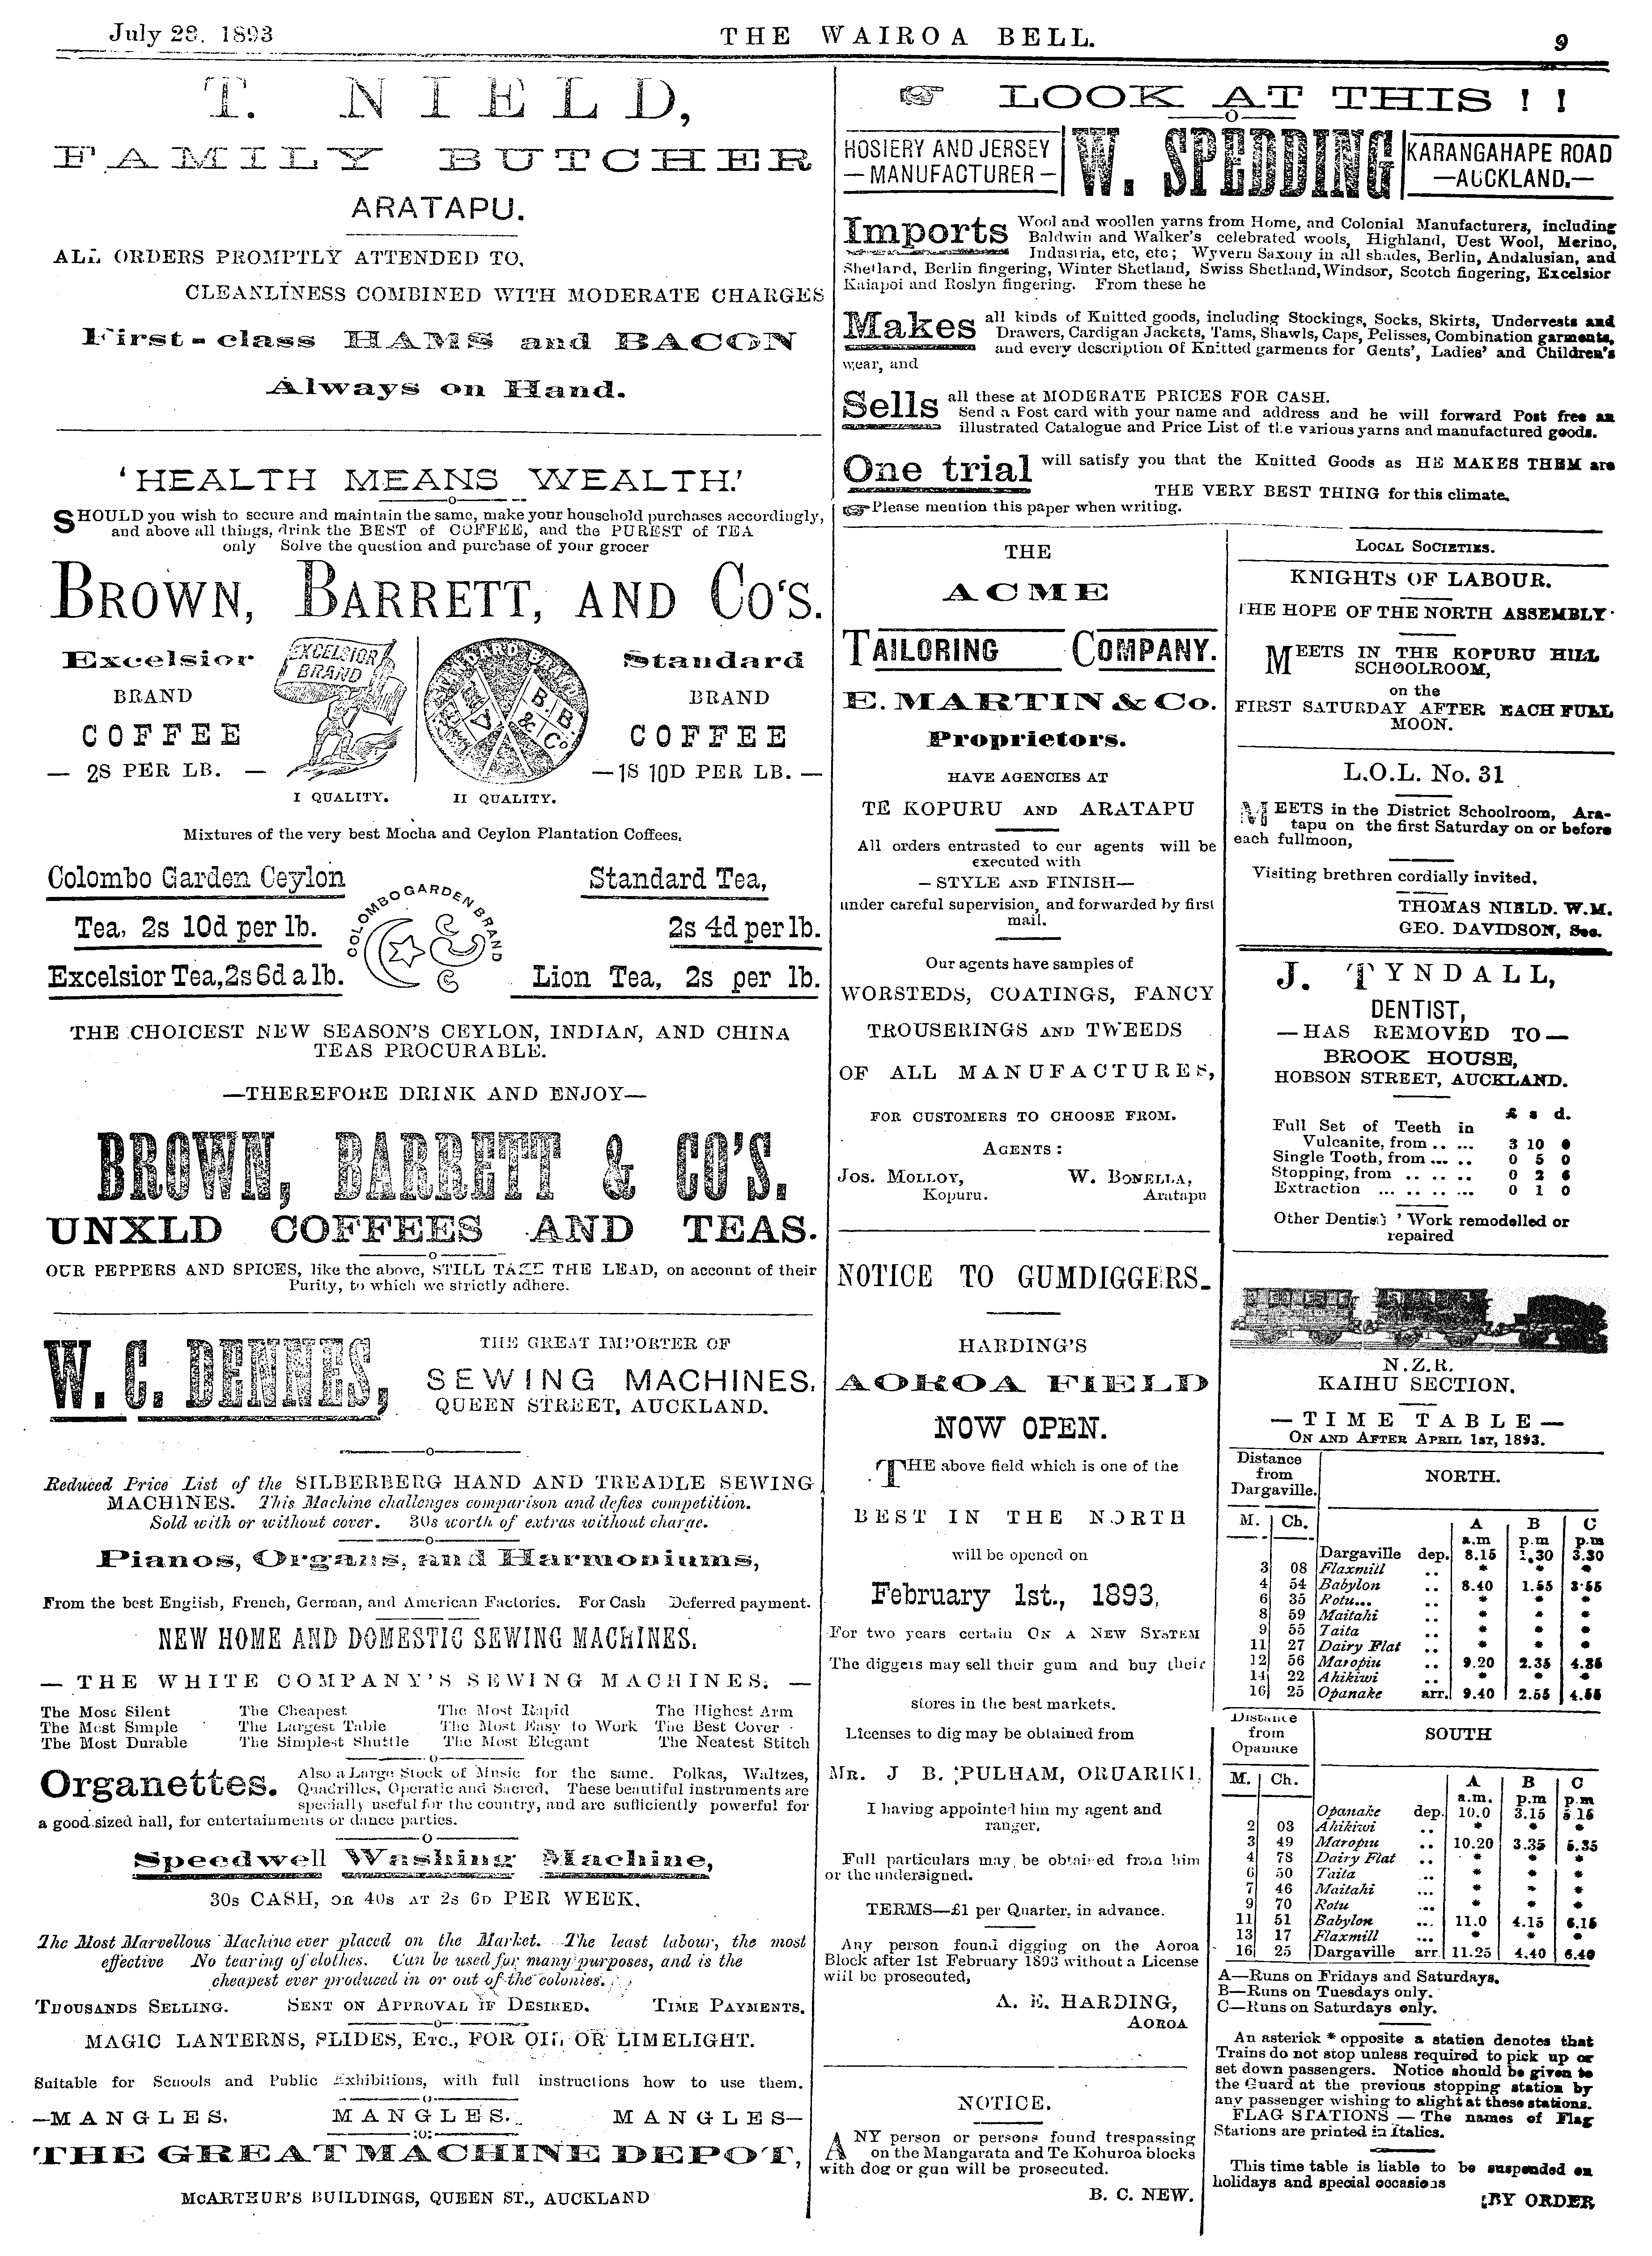 July 28, 1893
THE WAIROA BELL.
9
T. NIELD,
FAMILY BUTCHER
ARATAPU.
ALL ORDERS PROMPTLY ATTENDED TO.
CLEANLINESS COMBINED WITH MODERATE CHARGES
First-class HAMS and BACON
Always on Hand.
'HEALTH MEANS WEALTH.'
SHOULD you wish to secure and maintain the same, make your household purchases accordingly,
and above all things, drink the BEST of COFFEE, and the PUREST of TEA
only Solve the question and purchase of your grocer
BROWN, BARRETT, AND CO'S.
Excelsior
BRAND
COFFEE
— 2S PER LB. —
EXCELSIOR
BRAND
I QUALITY.
STANDARD BRAND
B.B.
& Co
II QUALITY.
Standard
BRAND
COFFEE
—1S 10D PER LB.—
Mixtures of the very best Mocha and Ceylon Plantation Coffees.
Colombo Garden Ceylon
Tea, 2s 10d per lb.
Excelsior Tea, 2s 6d a lb.
COLOMBO GARDEN BRAND
Standard Tea,
2s 4d per lb.
Lion Tea, 2s per lb.
THE CHOICEST NEW SEASON'S CEYLON, INDIAN, AND CHINA
TEAS PROCURABLE.
—THEREFORE DRINK AND ENJOY—
BROWN, BARRETT & CO'S.
UNXLD COFFEES AND TEAS.
OUR PEPPERS AND SPICES, like the above, STILL TAKE THE LEAD, on account of their
Purity, to which we strictly adhere.
W. C. DENNES,
THE GREAT IMPORTER OF
SEWING MACHINES,
QUEEN STREET, AUCKLAND.
Reduced Price List of the SILBERBERG HAND AND TREADLE SEWING
MACHINES. This Machine challenges comparison and defies competition.
Sold with or without cover. 30s worth of extras without charge.
Pianos, Organs, and Harmoniums,
From the best English, French, German, and American Factories. For Cash Deferred payment.
NEW HOME AND DOMESTIC SEWING MACHINES.
— THE WHITE COMPANY'S SEWING MACHINES. —
The Most Silent The Cheapest The Most Rapid The Highest Arm
The Most Simple The Largest Table The Most Easy to Work The Best Cover
The Most Durable The Simplest Shuttle The Most Elegant The Neatest Stitch
Organettes.
Also a Large Stock of Music for the same. Polkas, Waltzes,
Quadrilles, Operatic and Sacred, These beautiful instruments are
specially useful for the country, and are sufficiently powerful for
a good sized hall, for entertainments or dance parties.
Speedwell Washing Machine,
30s CASH, OR 40s AT 2s 6D PER WEEK.
The Most Marvellous Machine ever placed on the Market. The least labour, the most
effective No tearing of clothes. Can be used for many purposes, and is the
cheapest ever produced in or out of the colonies.
THOUSANDS SELLING. SENT ON APPROVAL IF DESIRED. TIME PAYMENTS.
MAGIC LANTERNS, SLIDES, ETC., FOR OIL OR LIMELIGHT.
Suitable for Schools and Public Exhibitions, with full instructions how to use them.
—MANGLES. MANGLES. MANGLES—
THE GREAT MACHINE DEPOT,
McARTHUR'S BUILDINGS, QUEEN ST., AUCKLAND
LOOK AT THIS!!
HOSIERY AND JERSEY
— MANUFACTURER —
W. SPEDDING
KARANGAHAPE ROAD
—AUCKLAND.—
Imports Wool and woollen yarns from Home, and Colonial Manufacturers, including
Baldwin and Walker's celebrated wools, Highland, Uest Wool, Merino,
Industria, etc, etc; Wyvern Saxony in all shades, Berlin, Andalusian, and
Shetland, Berlin fingering, Winter Shetland, Swiss Shetland, Windsor, Scotch fingering, Excelsior
Kaiapoi and Roslyn fingering. From these he
Makes all kinds of Knitted goods, including Stockings, Socks, Skirts, Undervests and
Drawers, Cardigan Jackets, Tams, Shawls, Caps, Pelisses, Combination garments,
and every description of Knitted garments for Gents', Ladies' and Children's
wear, and
Sells all these at MODERATE PRICES FOR CASH.
Send a Post card with your name and address and he will forward Post free an
illustrated Catalogue and Price List of the various yarns and manufactured goods.
One trial will satisfy you that the Knitted Goods as HE MAKES THEM are
THE VERY BEST THING for this climate.
Please mention this paper when writing.
THE
ACME
TAILORING COMPANY.
E. MARTIN & Co.
Proprietors.
HAVE AGENCIES AT
TE KOPURU AND ARATAPU
All orders entrusted to our agents will be
executed with
— STYLE AND FINISH—
under careful supervision, and forwarded by first
mail.
Our agents have samples of
WORSTEDS, COATINGS, FANCY
TROUSERINGS AND TWEEDS
OF ALL MANUFACTURES,
FOR CUSTOMERS TO CHOOSE FROM.
AGENTS:
JOS. MOLLOY, W. BONELLA,
Kopuru. Aratapu
NOTICE TO GUMDIGGERS.
HARDING'S
AOROA FIELD
NOW OPEN.
THE above field which is one of the
BEST IN THE NORTH
will be opened on
February 1st., 1893.
For two years certain ON A NEW SYSTEM
The diggers may sell their gum and buy their
stores in the best markets.
Licenses to dig may be obtained from
MR. J B. PULHAM, ORUARIKI,
I having appointed him my agent and
ranger.
Full particulars may be obtained from him
or the undersigned.
TERMS—£1 per Quarter, in advance.
Any person found digging on the Aoroa
Block after 1st February 1893 without a License
will be prosecuted,
A. E. HARDING,
AOROA
NOTICE.
ANY person or persons found trespassing
on the Mangarata and Te Kohuroa blocks
with dog or gun will be prosecuted.
B. C. NEW.
LOCAL SOCIETIES.
KNIGHTS OF LABOUR.
THE HOPE OF THE NORTH ASSEMBLY
MEETS IN THE KOPURU HILL
SCHOOLROOM,
on the
FIRST SATURDAY AFTER EACH FULL
MOON.
L.O.L. No. 31
MEETS in the District Schoolroom, Ara-
tapu on the first Saturday on or before
each fullmoon,
Visiting brethren cordially invited.
THOMAS NIELD. W.M.
GEO. DAVIDSON, Sec.
J. TYNDALL,
DENTIST,
—HAS REMOVED TO—
BROOK HOUSE,
HOBSON STREET, AUCKLAND.
£ s d.
Full Set of Teeth in
Vulcanite, from .. ... 3 10 0
Single Tooth, from ... .. 0 5 0
Stopping, from .. .. .. 0 2 6
Extraction ... .. .. ... 0 1 0
Other Dentists' Work remodelled or
repaired
N.Z.R.
KAIHU SECTION.
—TIME TABLE—
ON AND AFTER APRIL 1ST, 1893.
Distance
from
Dargaville.
NORTH.
M. Ch. A B C
a.m p.m p.m
Dargaville dep. 8.15 1.30 3.30
3 08 Flaxmill .. * * *
4 54 Babylon .. 8.40 1.55 3.55
6 35 Rotu... .. * * *
8 59 Maitahi .. * * *
9 55 Taita .. * * *
11 27 Dairy Flat .. * * *
12 56 Maropiu .. 9.20 2.35 4.35
14 22 Ahikiwi .. * * *
16 25 Opanake arr. 9.40 2.55 4.55
Distance
from
Opanake
SOUTH
M. Ch. A B C
a.m. p.m p.m
Opanake dep. 10.0 3.15 5.15
2 03 Ahikiwi .. * * *
3 49 Maropiu .. 10.20 3.35 5.35
4 78 Dairy Flat .. * * *
6 50 Taita .. * * *
7 46 Maitahi ... * * *
9 70 Rotu ... * * *
11 51 Babylon ... 11.0 4.15 6.15
13 17 Flaxmill ... * * *
16 25 Dargaville arr. 11.25 4.40 6.40
A—Runs on Fridays and Saturdays.
B—Runs on Tuesdays only.
C—Runs on Saturdays only.
An asterick * opposite a station denotes that
Trains do not stop unless required to pick up or
set down passengers. Notice should be given to
the Guard at the previous stopping station by
any passenger wishing to alight at these stations.
FLAG STATIONS — The names of Flag
Stations are printed in Italics.
This time table is liable to be suspended on
holidays and special occasions
BY ORDER